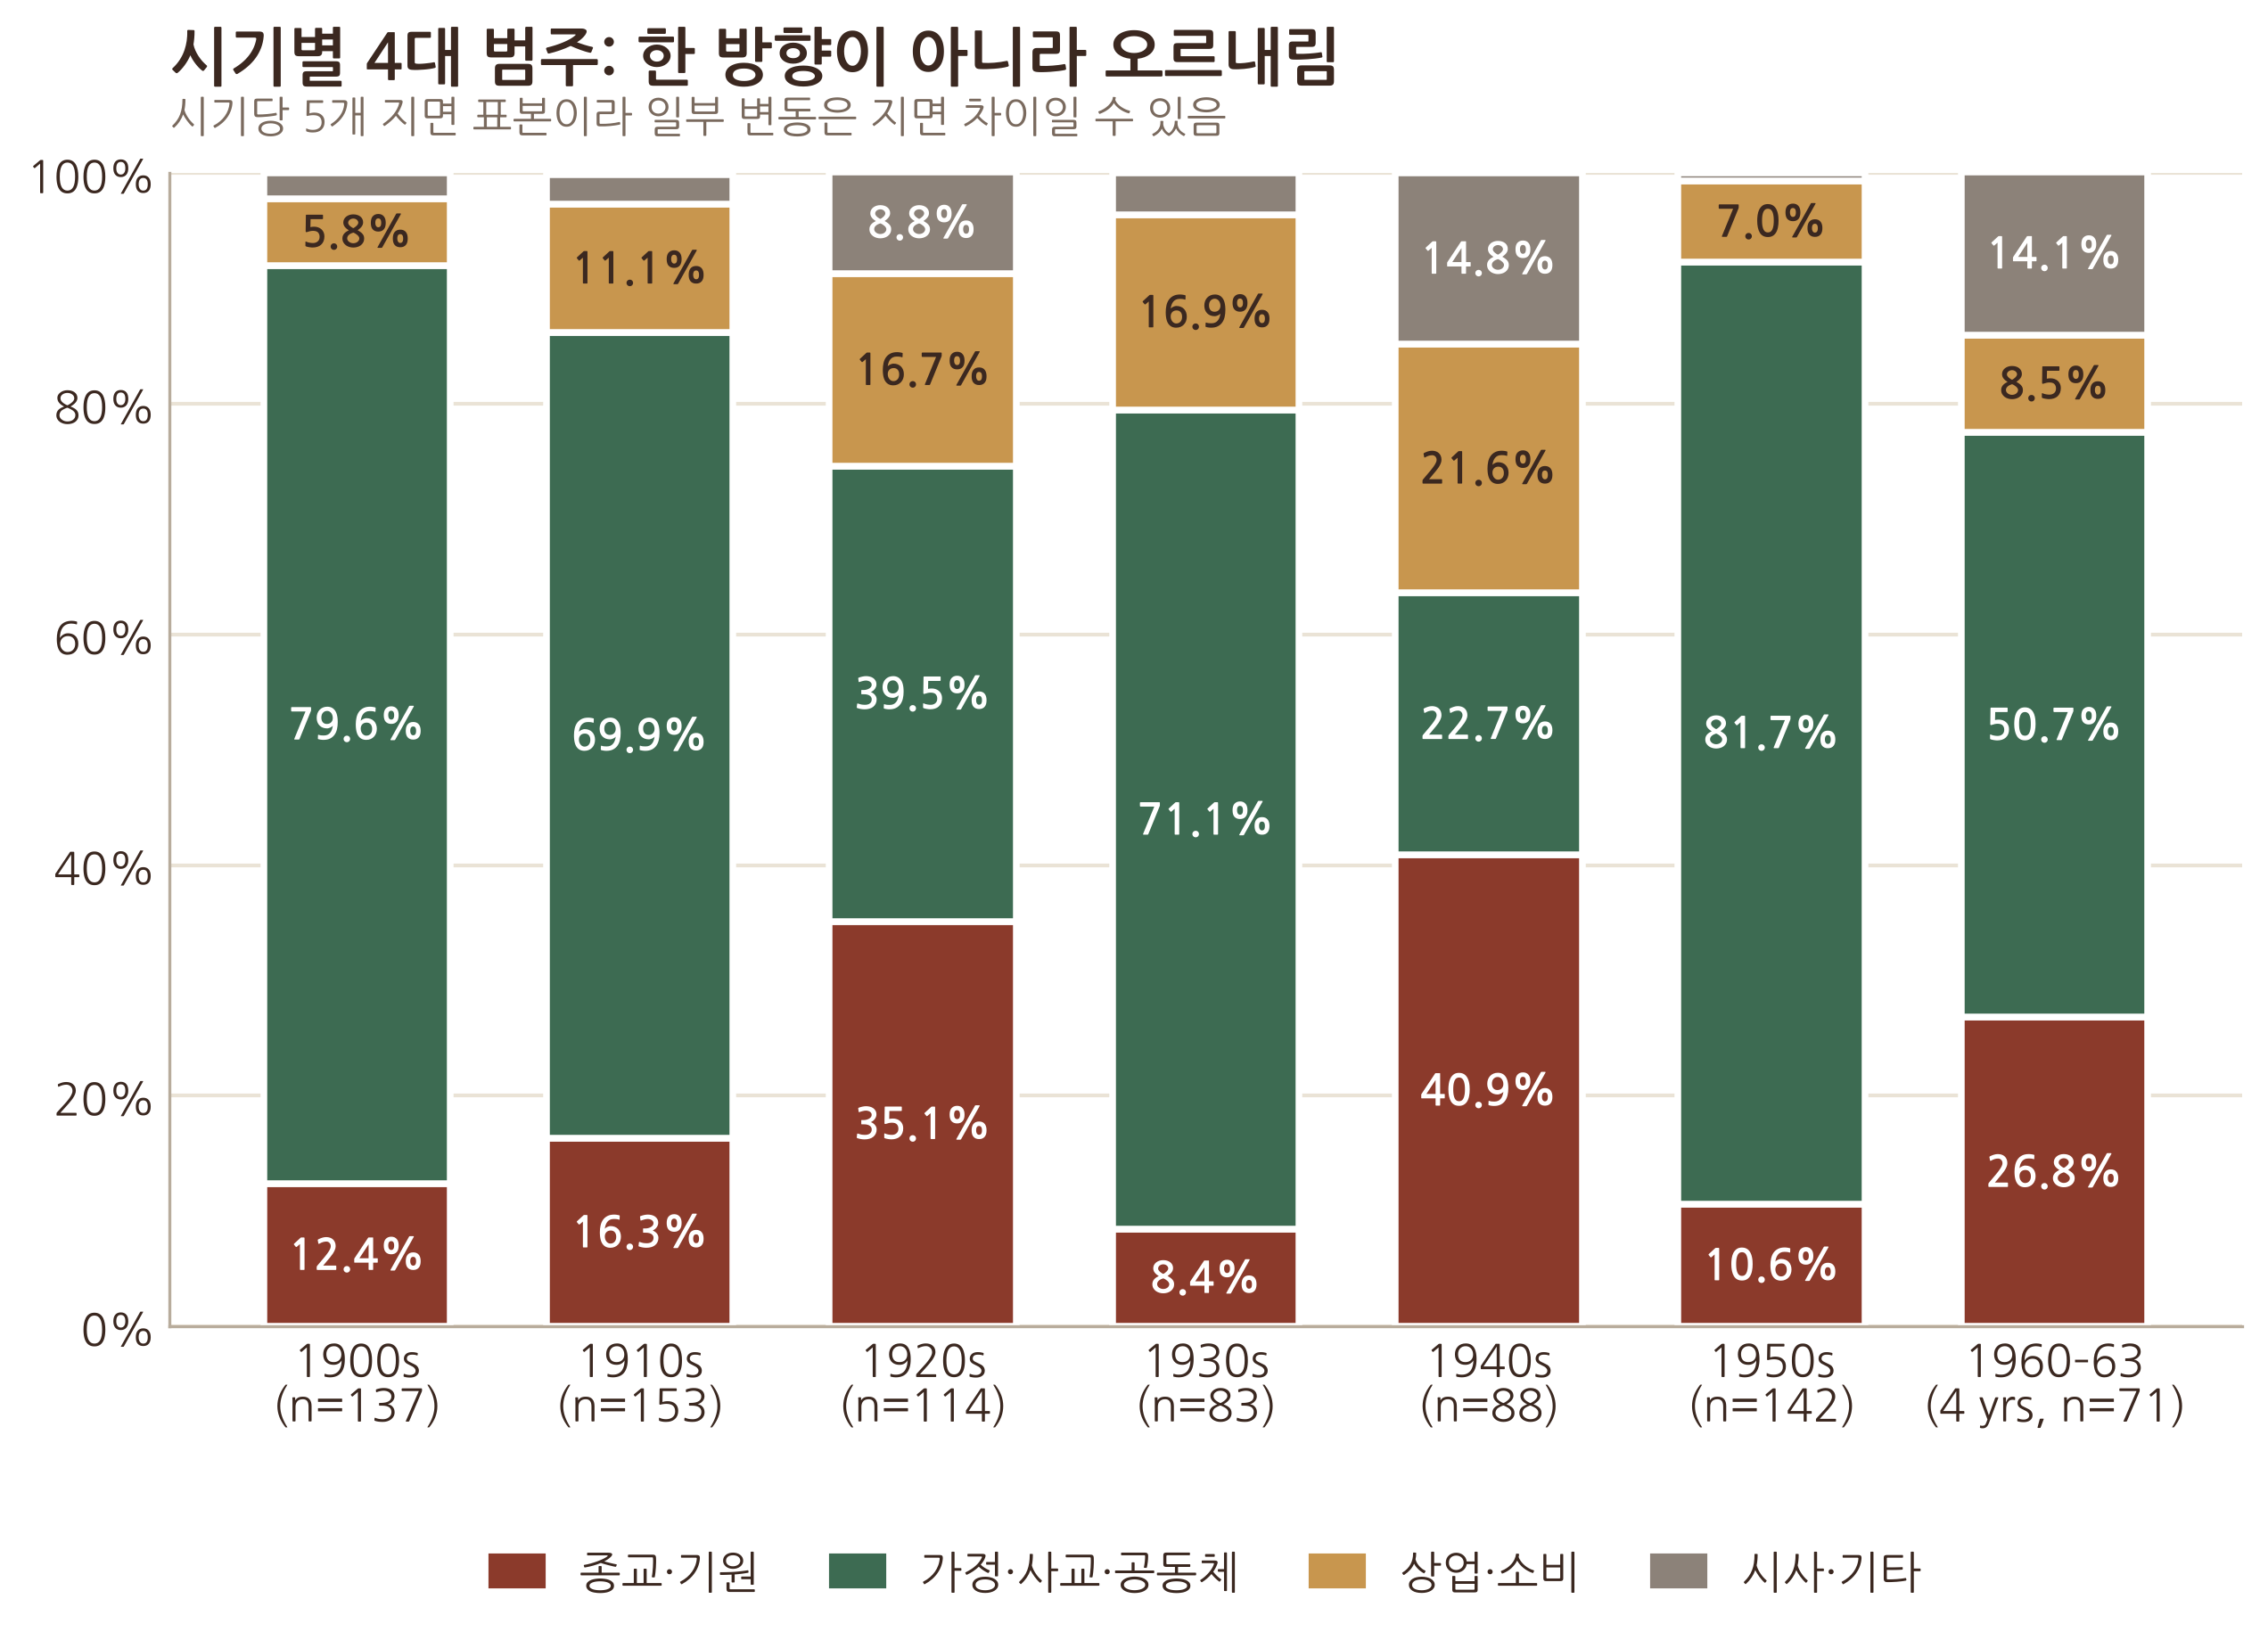 시기별 4대 범주: 한 방향이 아니라 오르내림
시기당 5개 지면 표본이라 일부 변동은 지면 차이일 수 있음
100%
80%
60%
40%
20%
0%
5.8%
79.6%
12.4%
11.1%
69.9%
16.3%
8.8%
16.7%
39.5%
35.1%
16.9%
71.1%
8.4%
14.8%
21.6%
22.7%
40.9%
7.0%
81.7%
10.6%
14.1%
8.5%
50.7%
26.8%
1900s
(n=137)
1910s
(n=153)
1920s
(n=114)
1930s
(n=83)
1940s
(n=88)
1950s
(n=142)
1960-63
(4 yrs, n=71)
종교·기원
가정·사교·공동체
상업·소비
시사·기타